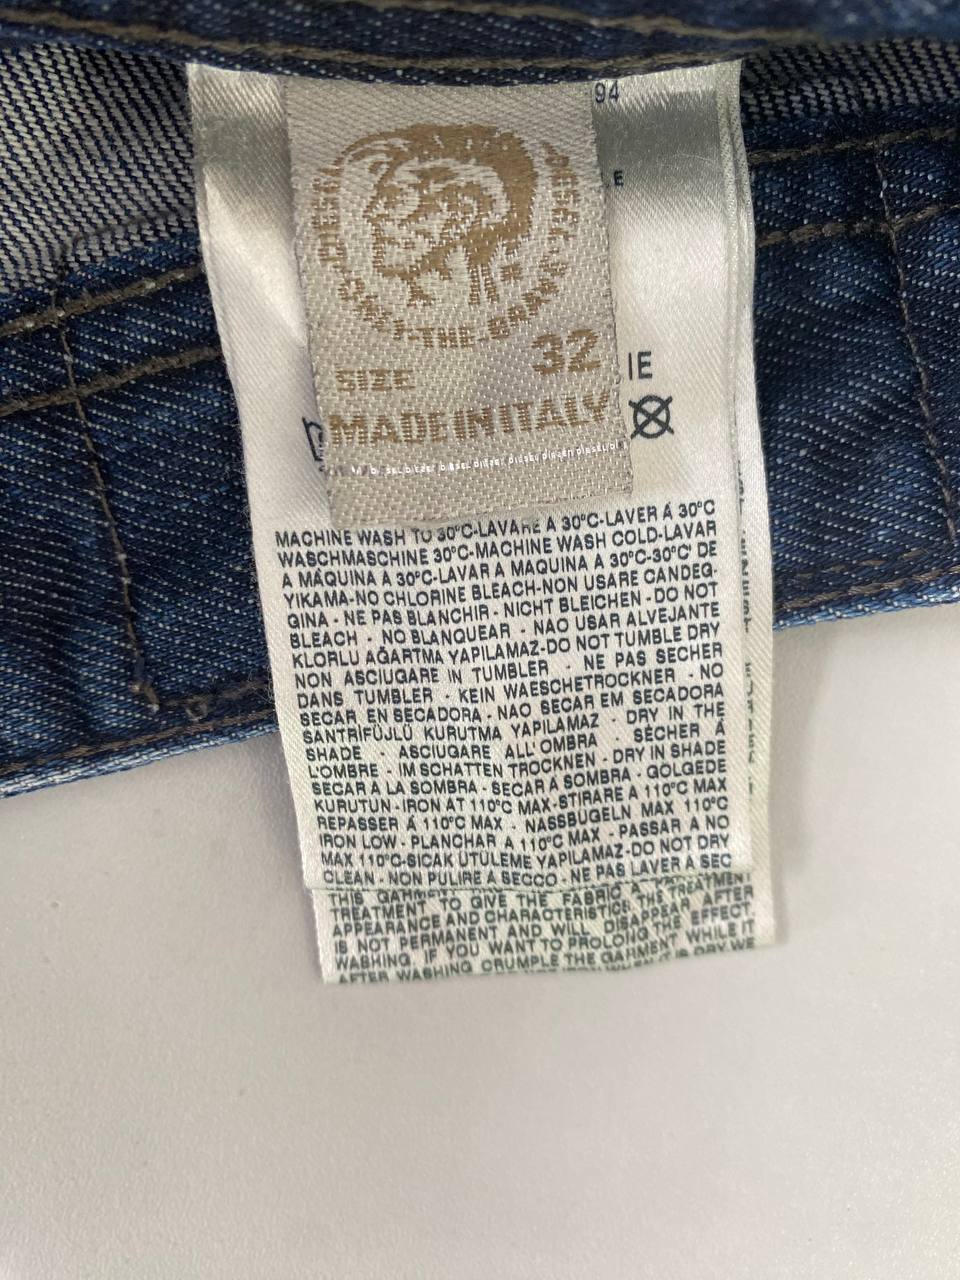 94
E
DIESEL
ONLY THE BRAVE
SIZE 32
IE
MADE IN ITALY
MACHINE WASH TO 30°C-LAVARE A 30°C-LAVER Á 30°C
WASCHMASCHINE 30°C-MACHINE WASH COLD-LAVAR
A MÁQUINA A 30°C-LAVAR A MAQUINA A 30°C-30°C' DE
YIKAMA-NO CHLORINE BLEACH-NON USARE CANDEG-
GINA - NE PAS BLANCHIR - NICHT BLEICHEN - DO NOT
BLEACH - NO BLANQUEAR - NAO USAR ALVEJANTE
KLORLU AĞARTMA YAPILAMAZ-DO NOT TUMBLE DRY
NON ASCIUGARE IN TUMBLER - NE PAS SECHER
DANS TUMBLER - KEIN WAESCHETROCKNER - NO
SECAR EN SECADORA - NAO SECAR EM SECADORA
SANTRİFÜJLÜ KURUTMA YAPILAMAZ - DRY IN THE
SHADE - ASCIUGARE ALL'OMBRA - SÉCHER Á
L'OMBRE - IM SCHATTEN TROCKNEN - DRY IN SHADE
SECAR A LA SOMBRA - SECAR A SOMBRA - GÖLGEDE
KURUTUN-IRON AT 110°C MAX-STIRARE A 110°C MAX
REPASSER Á 110°C MAX - NASSBUGELN MAX 110°C
IRON LOW - PLANCHAR A 110°C MAX - PASSAR A NO
MAX 110°C-SICAK ÜTÜLEME YAPILAMAZ-DO NOT DRY
CLEAN - NON PULIRE A SECCO - NE PAS LAVER Á SEC
THIS GARMENT TO GIVE THE FABRIC A
TREATMENT THE TREATMENT
APPEARANCE AND CHARACTERISTICS AFTER
IS NOT PERMANENT AND WILL DISAPPEAR EFFECT
WASHING. IF YOU WANT TO PROLONG THE WHILE IT
AFTER WASHING CRUMPLE THE GARMENT IS DRY WE